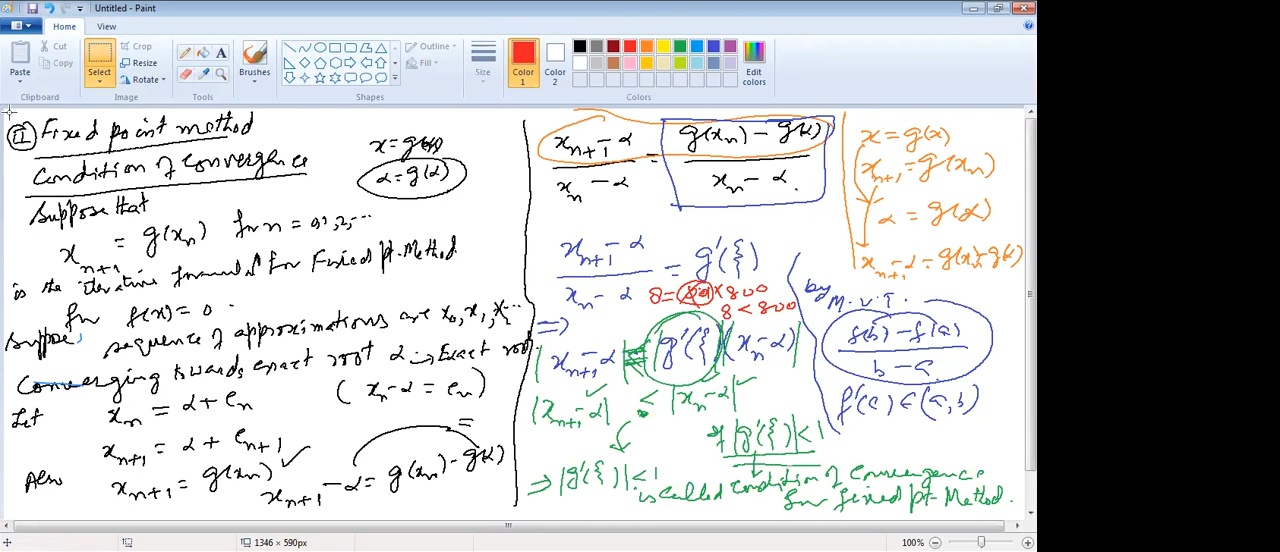 Untitled - Paint
Home View
Paste
Cut
Copy
Clipboard
Select
Crop
Resize
Rotate
Image
Tools
Brushes
Shapes
Outline
Fill
Size
Color 1
Color 2
Edit colors
Colors
II Fixed point method
Condition of Convergence
x = g(x)
α = g(α)
Suppose that
x_{n+1} = g(x_n) for n = 0,1,2,...
is the iterative formula for Fixed pt. Method
for f(x) = 0.
Suppose, sequence of approximations are x_0, x_1, x_2...
Converging towards exact root α → Exact root.
Let x_n = α + e_n (x_n - α = e_n)
x_{n+1} = α + e_{n+1} =
Also x_{n+1} = g(x_n) ✓ x_{n+1} - α = g(x_n) - g(α)
(x_{n+1} - α)/(x_n - α) = (g(x_n) - g(α))/(x_n - α).
(x_{n+1} - α)/(x_n - α) = g'(ξ)
8 = .01 × 800
8 < 800
=>
|x_{n+1} - α| = |g'(ξ)(x_n - α)|
|x_{n+1} - α| < |x_n - α|
if |g'(ξ)| < 1
⇒ |g'(ξ)| < 1 is called condition of convergence
for fixed pt. Method.
x = g(x)
x_{n+1} = g(x_n)
α = g(α)
x_{n+1} - α = g(x_n) - g(α)
by M.V.T.
(f(b) - f(a))/(b - a)
f'(c) ∈ (a, b)
1346 × 590px
100%